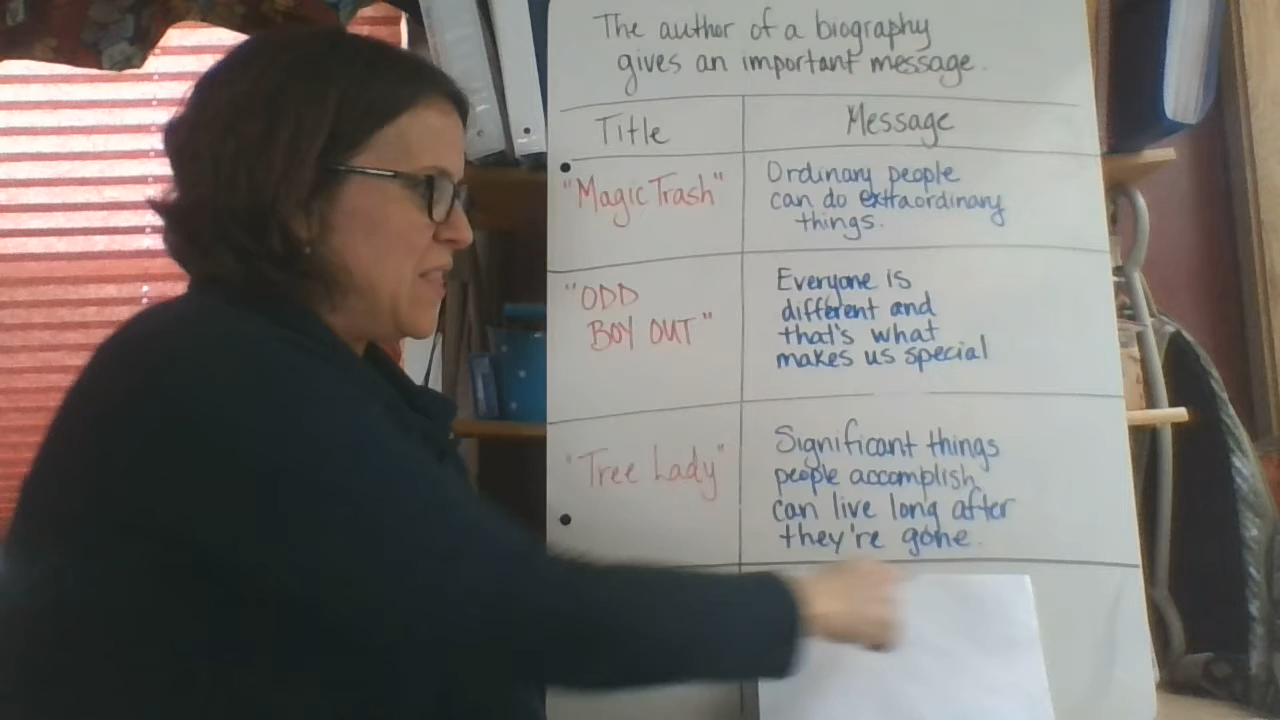 The author of a biography
gives an important message.
Title
Message
"Magic Trash"
Ordinary people
can do extraordinary
things.
"ODD
BOY OUT"
Everyone is
different and
that's what
makes us special
"Tree Lady"
Significant things
people accomplish
can live long after
they're gone.